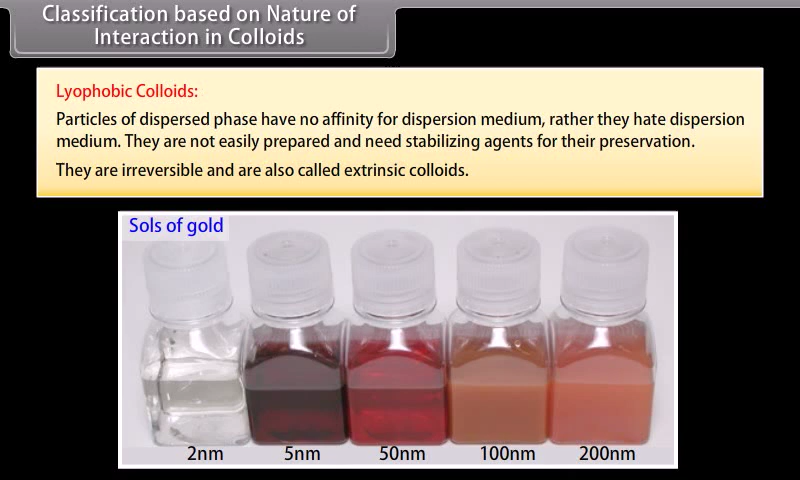 Classification based on Nature of
Interaction in Colloids
Lyophobic Colloids:
Particles of dispersed phase have no affinity for dispersion medium, rather they hate dispersion
medium. They are not easily prepared and need stabilizing agents for their preservation.
They are irreversible and are also called extrinsic colloids.
Sols of gold
2nm 5nm 50nm 100nm 200nm